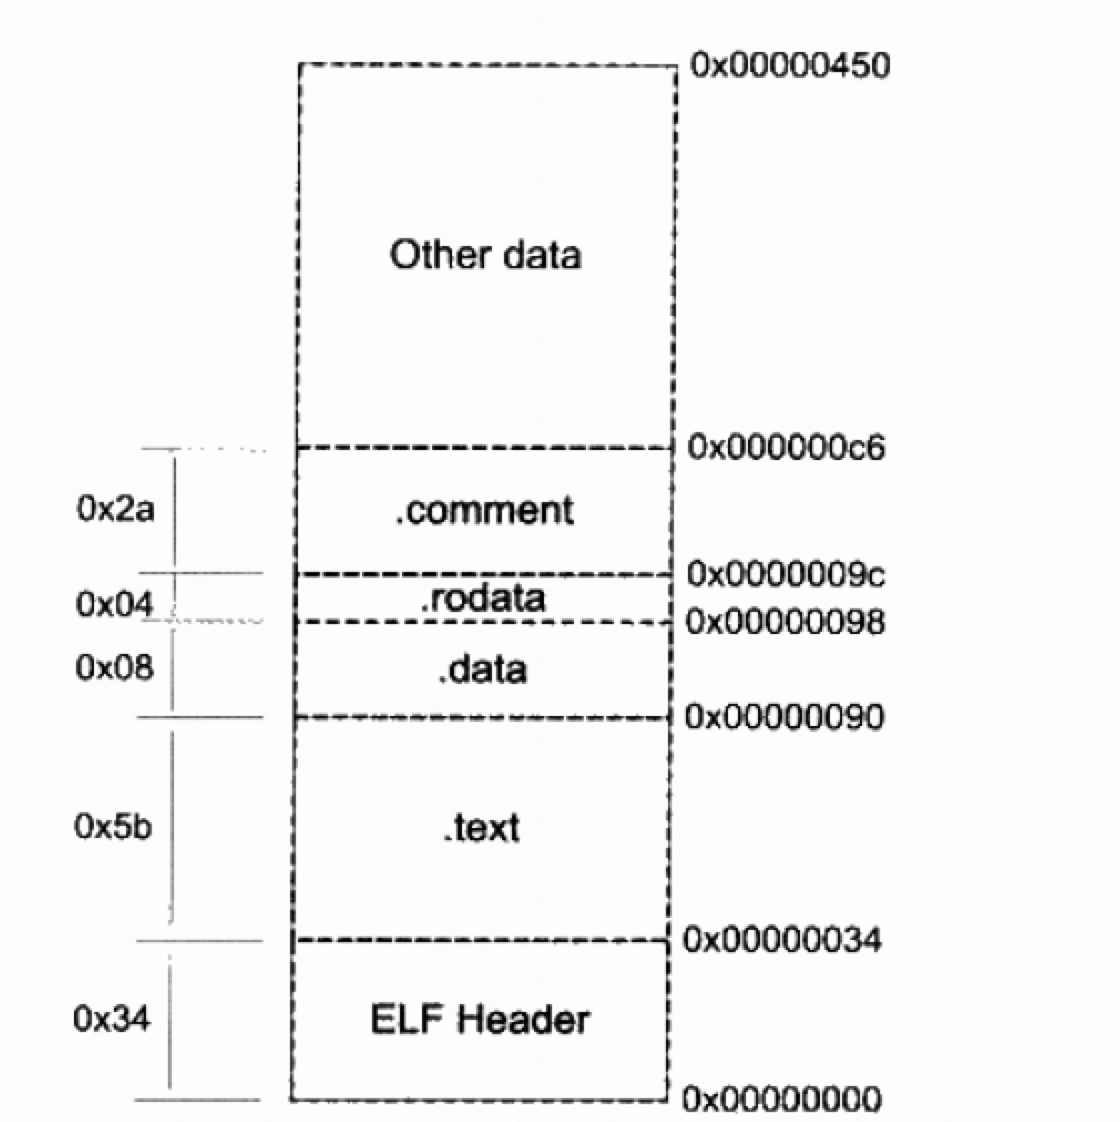 0x00000450
Other data
0x000000c6
0x2a
.comment
0x0000009c
0x04
.rodata
0x00000098
0x08
.data
0x00000090
0x5b
.text
0x00000034
0x34
ELF Header
0x00000000